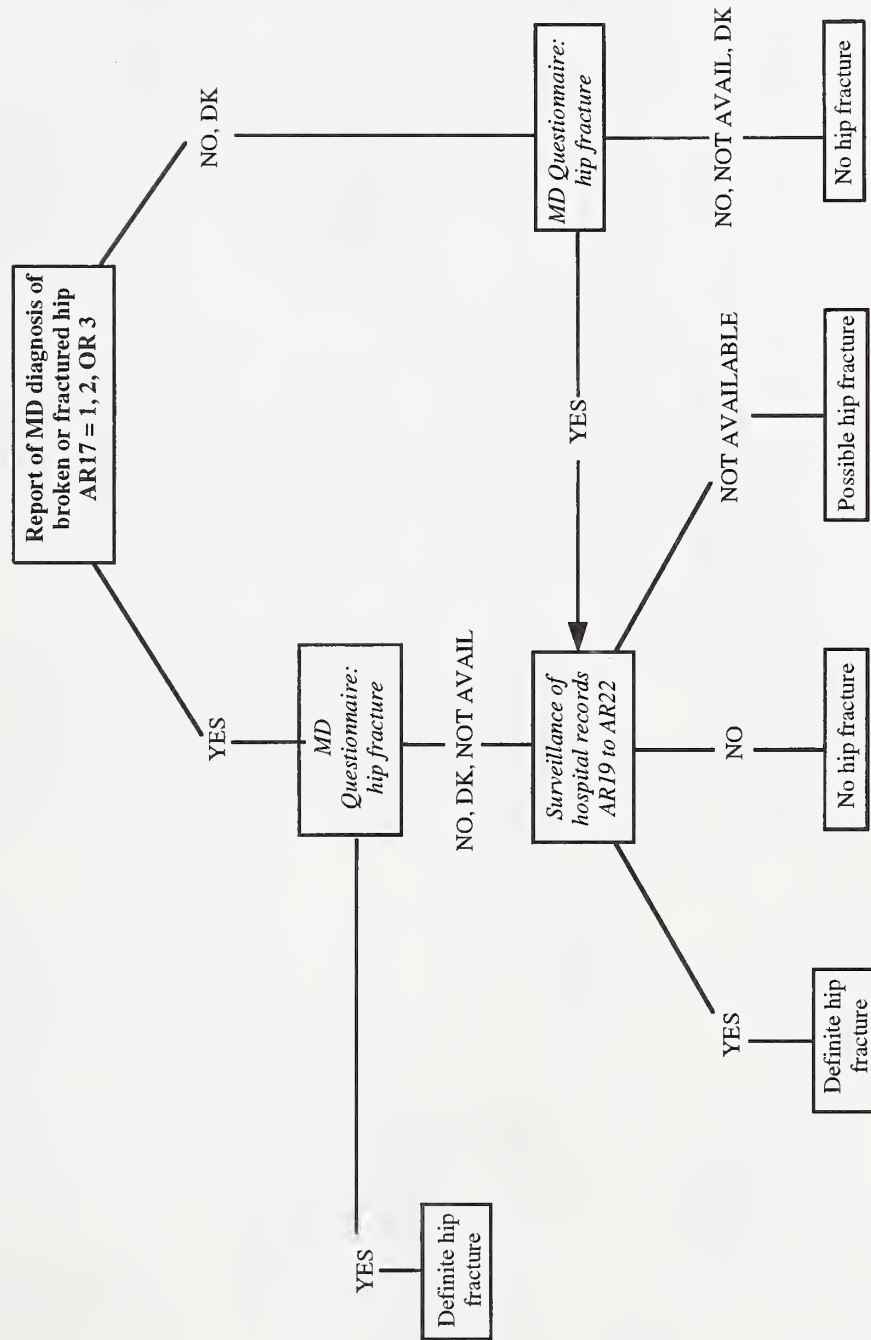 Report of MD diagnosis of
broken or fractured hip
AR17 = 1, 2, OR 3
YES
NO, DK
MD
Questionnaire:
hip fracture
YES
Definite hip
fracture
NO, DK, NOT AVAIL
MD Questionnaire:
hip fracture
YES
NO, NOT AVAIL, DK
Surveillance of
hospital records
AR19 to AR22
YES
NO
NOT AVAILABLE
Definite hip
fracture
No hip fracture
Possible hip fracture
No hip fracture